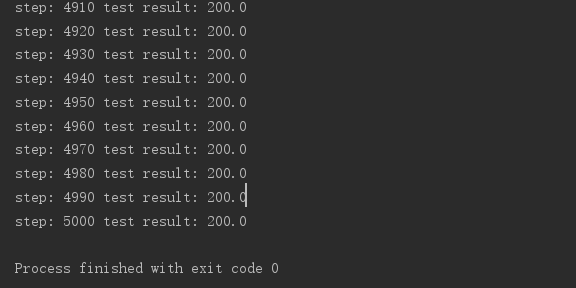 step: 4910 test result: 200.0
step: 4920 test result: 200.0
step: 4930 test result: 200.0
step: 4940 test result: 200.0
step: 4950 test result: 200.0
step: 4960 test result: 200.0
step: 4970 test result: 200.0
step: 4980 test result: 200.0
step: 4990 test result: 200.0
step: 5000 test result: 200.0
Process finished with exit code 0